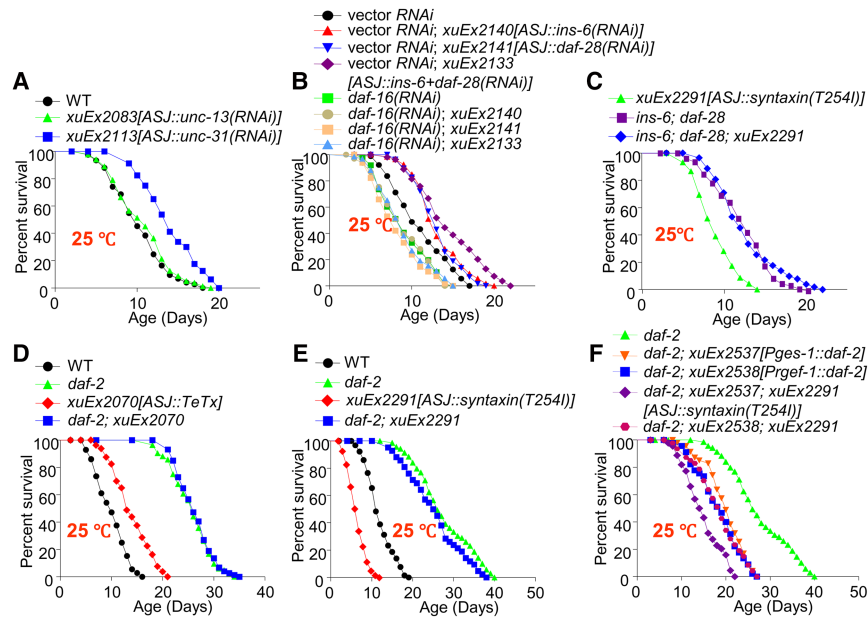 A
WT
xuEx2083[ASJ::unc-13(RNAi)]
xuEx2113[ASJ::unc-31(RNAi)]
100
80
60
40
20
0
Percent survival
25 ℃
0 10 20
Age (Days)
B
vector RNAi
vector RNAi; xuEx2140[ASJ::ins-6(RNAi)]
vector RNAi; xuEx2141[ASJ::daf-28(RNAi)]
vector RNAi; xuEx2133
[ASJ::ins-6+daf-28(RNAi)]
daf-16(RNAi)
daf-16(RNAi); xuEx2140
daf-16(RNAi); xuEx2141
daf-16(RNAi); xuEx2133
100
80
60
40
20
0
Percent survival
25 ℃
0 10 20
Age (Days)
C
xuEx2291[ASJ::syntaxin(T254I)]
ins-6; daf-28
ins-6; daf-28; xuEx2291
100
80
60
40
20
0
Percent survival
25℃
0 10 20
Age (Days)
D
WT
daf-2
xuEx2070[ASJ::TeTx]
daf-2; xuEx2070
100
80
60
40
20
0
Percent survival
25 ℃
0 10 20 30 40
Age (Days)
E
WT
daf-2
xuEx2291[ASJ::syntaxin(T254I)]
daf-2; xuEx2291
100
80
60
40
20
0
Percent survival
25 ℃
0 10 20 30 40 50
Age (Days)
F
daf-2
daf-2; xuEx2537[Pges-1::daf-2]
daf-2; xuEx2538[Prgef-1::daf-2]
daf-2; xuEx2537; xuEx2291
[ASJ::syntaxin(T254I)]
daf-2; xuEx2538; xuEx2291
100
80
60
40
20
0
Percent survival
25 ℃
0 10 20 30 40 50
Age (Days)